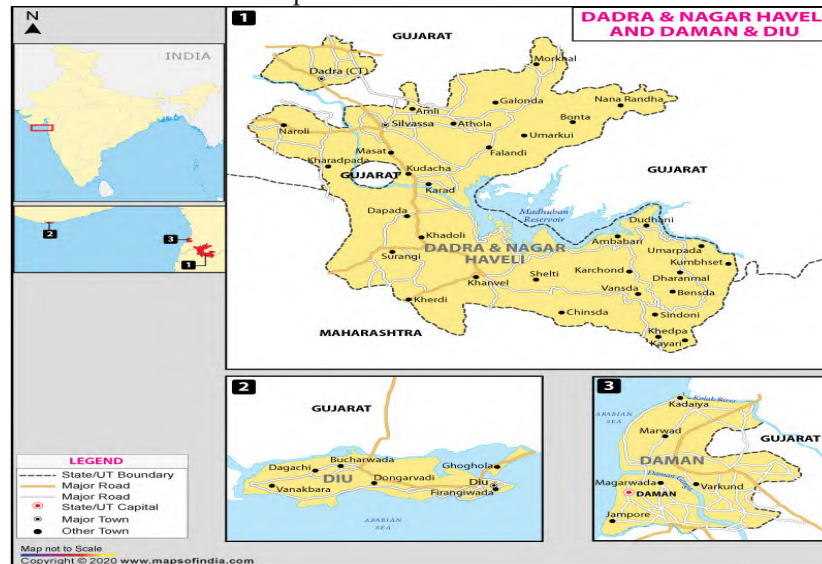 N
INDIA
2
3
1
1
DADRA & NAGAR HAVELI
AND DAMAN & DIU
GUJARAT
Dadra (CT)
Morkhal
Amli
Galonda
Nana Randha
Silvassa
Athola
Bonta
Naroli
Umarkui
Masat
Falandi
Kharadpada
Kudacha
GUJARAT
GUJARAT
Karad
Madhuban
Reservoir
Dapada
Dudhani
Khadoli
Ambabari
DADRA & NAGAR
HAVELI
Umarpada
Surangi
Kumbhset
Karchond
Dharanmal
Khanvel
Shelti
Vansda
Bensda
Kherdi
Chinsda
Sindoni
MAHARASHTRA
Khedpa
Kayari
2
GUJARAT
Bucharwada
Dagachi
Ghoghola
DIU
Dongarvadi
Diu
Vanakbara
Firangiwada
ARABIAN
SEA
3
Kolak River
Kadaiya
ARABIAN
SEA
Marwad
GUJARAT
DAMAN
Daman Ganga
Magarwada
Varkund
DAMAN
Jampore
LEGEND
State/UT Boundary
Major Road
Major Road
State/UT Capital
Major Town
Other Town
Map not to Scale
Copyright © 2020 www.mapsofindia.com